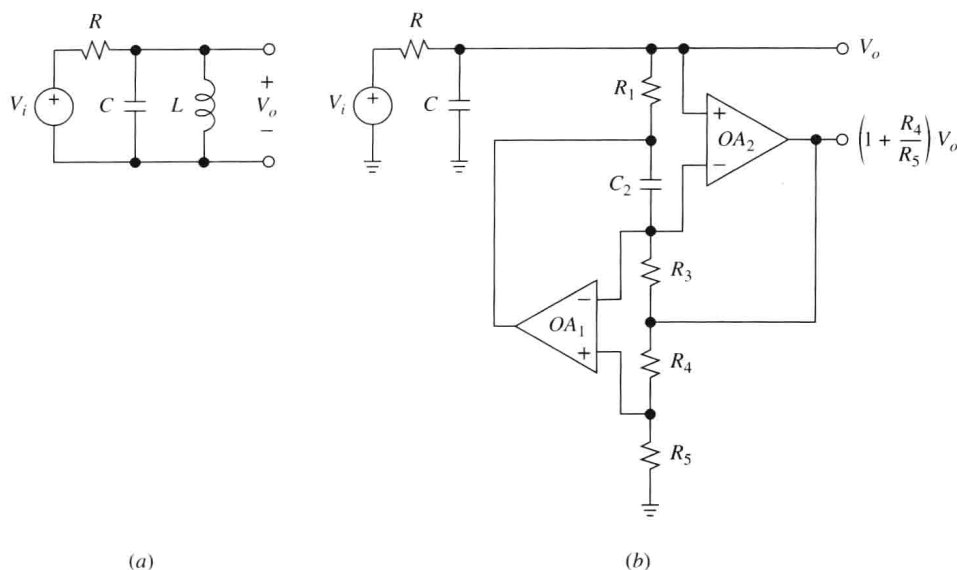 R
V_i
+
C
L
+
V_o
−
(a)
R
V_i
+
C
R_1
C_2
+
−
OA_2
V_o
(1 + R_4/R_5) V_o
R_3
−
OA_1
+
R_4
R_5
(b)